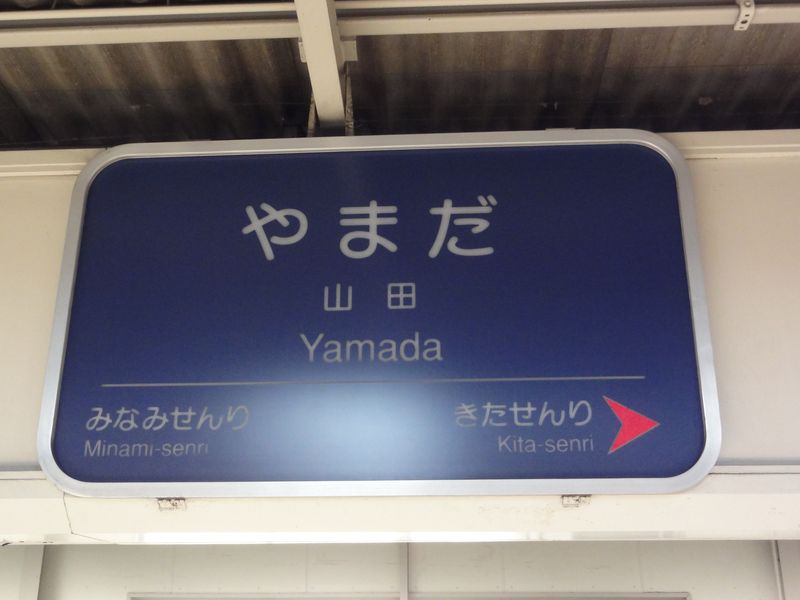 やまだ
山田
Yamada
みなみせんり きたせんり
Minami-senri Kita-senri